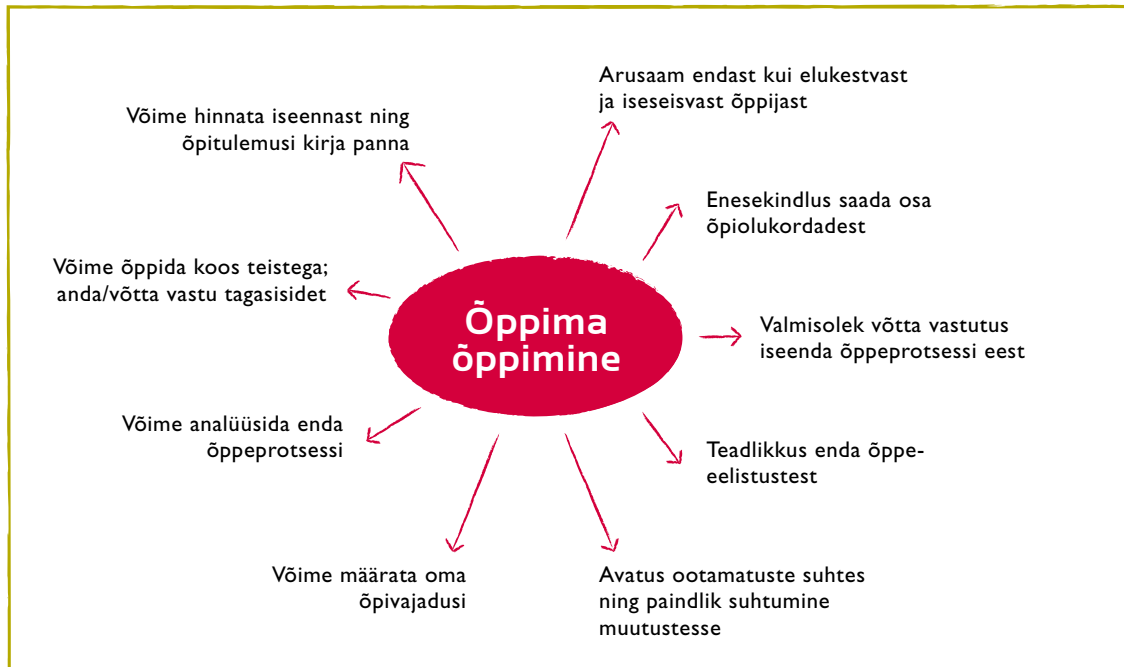 Arusaam endast kui elukestvast
ja iseseisvast õppijast
Võime hinnata iseennast ning
õpitulemusi kirja panna
Enesekindlus saada osa
õpiolukordadest
Võime õppida koos teistega;
anda/võtta vastu tagasisidet
Õppima
õppimine
Valmisolek võtta vastutus
iseenda õppeprotsessi eest
Võime analüüsida enda
õppeprotsessi
Teadlikkus enda õppe-
eelistustest
Võime määrata oma
õpivajadusi
Avatus ootamatuste suhtes
ning paindlik suhtumine
muutustesse